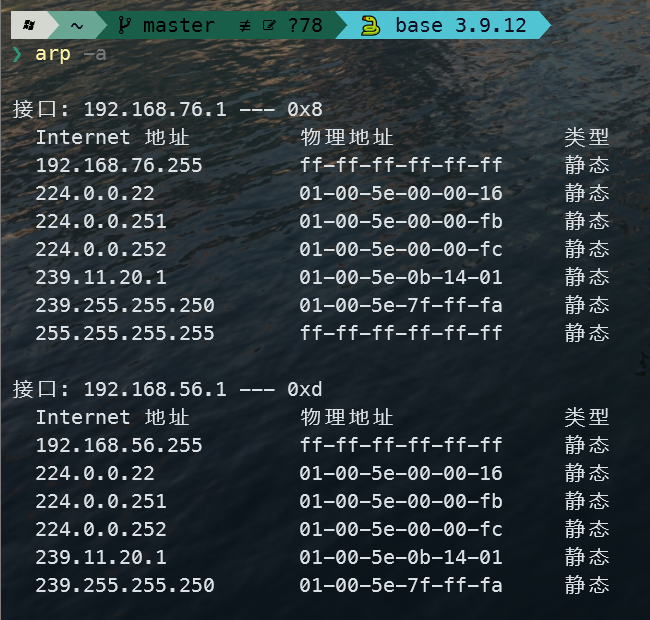 ~ master ≢ ?78 base 3.9.12
❯ arp -a
接口: 192.168.76.1 --- 0x8
Internet 地址 物理地址 类型
192.168.76.255 ff-ff-ff-ff-ff-ff 静态
224.0.0.22 01-00-5e-00-00-16 静态
224.0.0.251 01-00-5e-00-00-fb 静态
224.0.0.252 01-00-5e-00-00-fc 静态
239.11.20.1 01-00-5e-0b-14-01 静态
239.255.255.250 01-00-5e-7f-ff-fa 静态
255.255.255.255 ff-ff-ff-ff-ff-ff 静态
接口: 192.168.56.1 --- 0xd
Internet 地址 物理地址 类型
192.168.56.255 ff-ff-ff-ff-ff-ff 静态
224.0.0.22 01-00-5e-00-00-16 静态
224.0.0.251 01-00-5e-00-00-fb 静态
224.0.0.252 01-00-5e-00-00-fc 静态
239.11.20.1 01-00-5e-0b-14-01 静态
239.255.255.250 01-00-5e-7f-ff-fa 静态